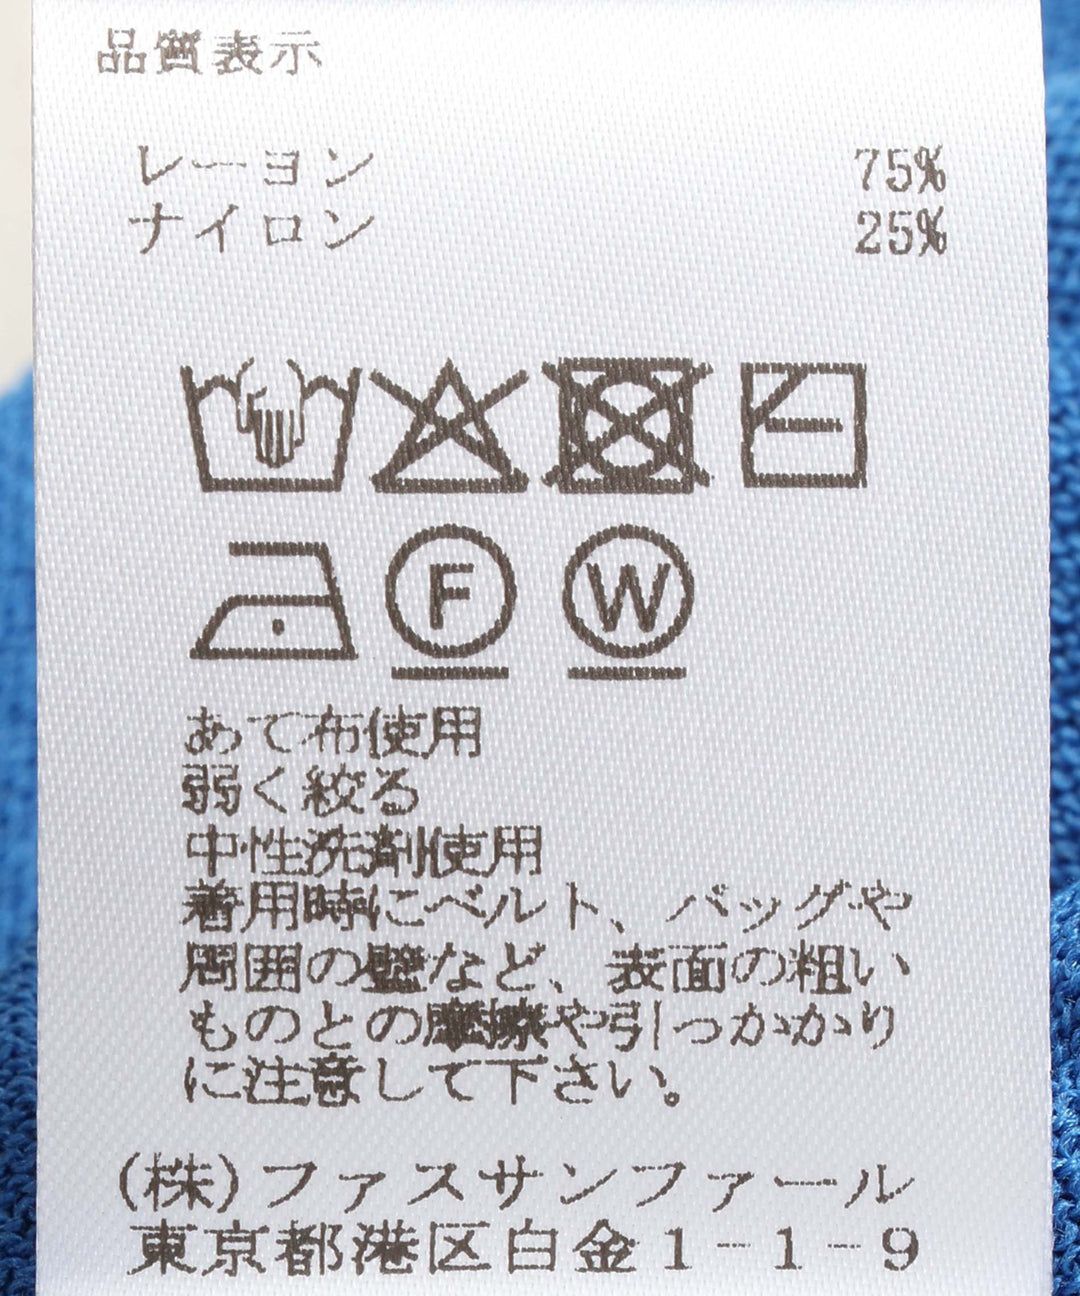 品質表示
レーヨン 75%
ナイロン 25%
F W
あて布使用
弱く絞る
中性洗剤使用
着用時にベルト、バッグや
周囲の壁など、表面の粗い
ものとの摩擦や引っかかり
に注意して下さい。
(株)ファスサンファール
東京都港区白金1-1-9